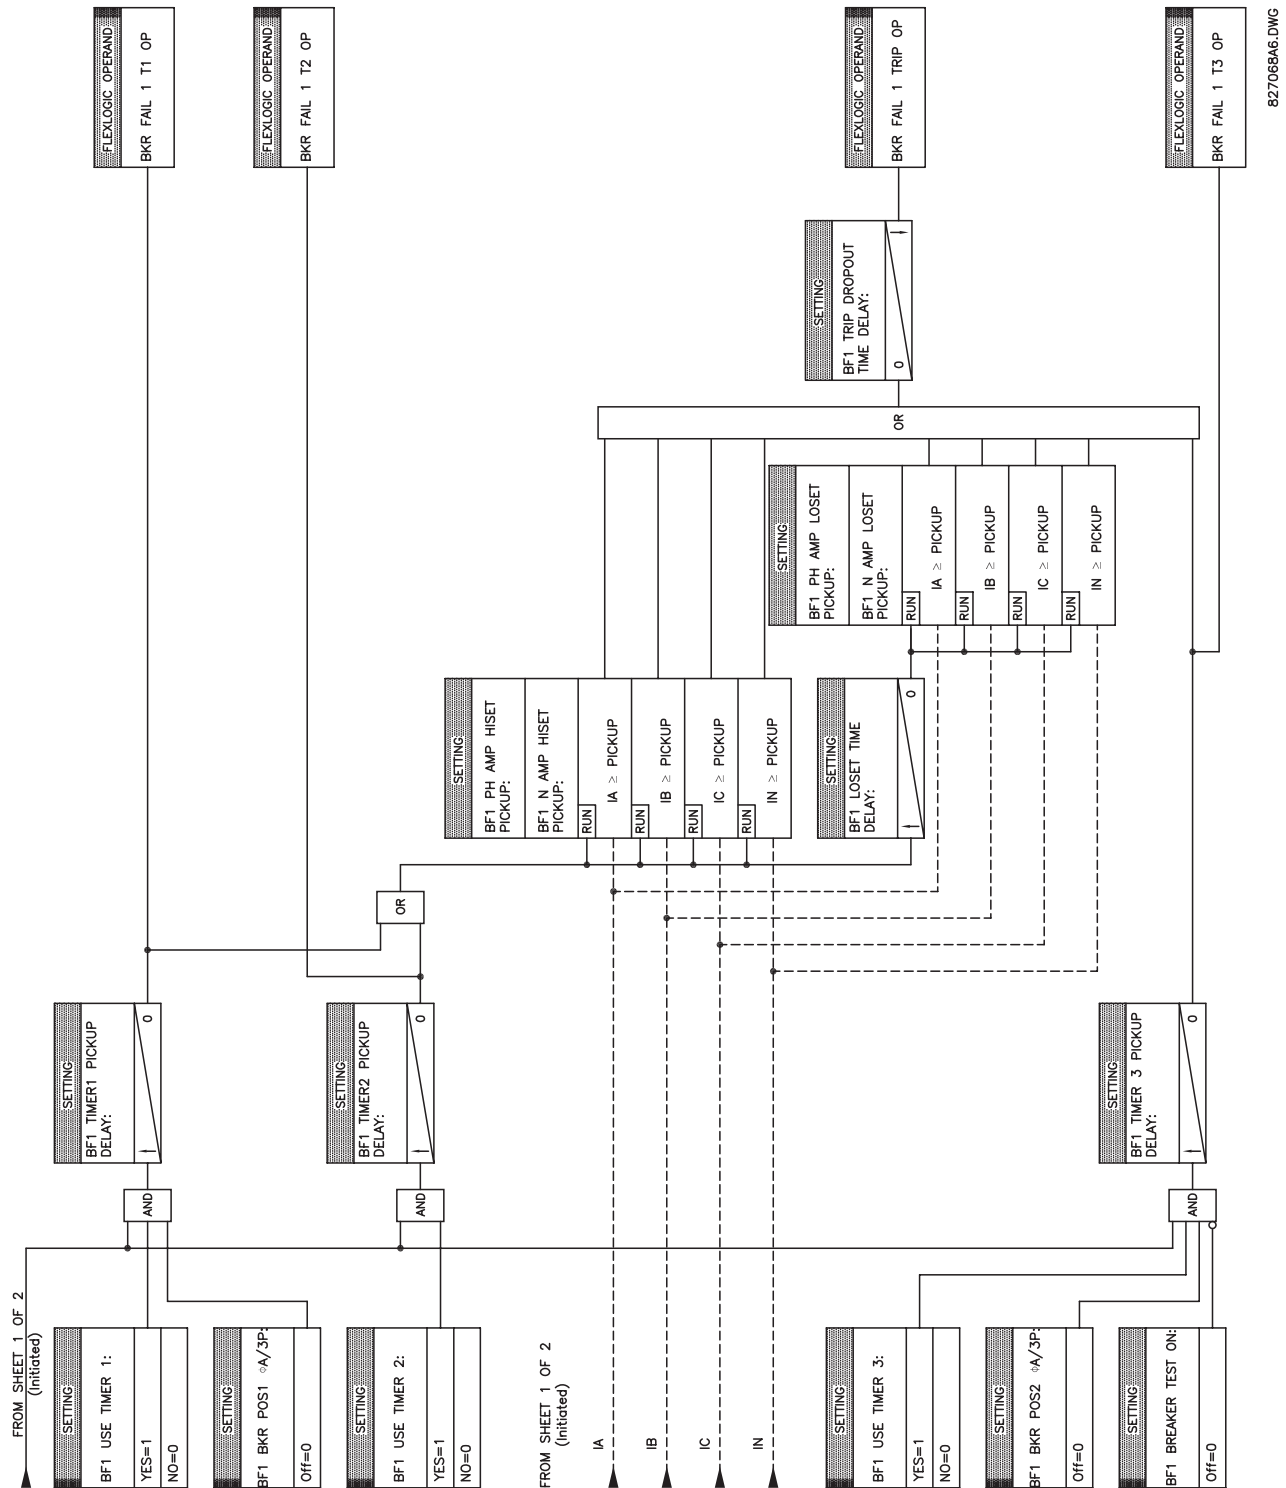 FROM SHEET 1 OF 2
(Initiated)
SETTING
BF1 USE TIMER 1:
YES=1
NO=0
SETTING
BF1 BKR POS1 ϕA/3P:
Off=0
SETTING
BF1 USE TIMER 2:
YES=1
NO=0
FROM SHEET 1 OF 2
(Initiated)
IA
IB
IC
IN
SETTING
BF1 USE TIMER 3:
YES=1
NO=0
SETTING
BF1 BKR POS2 ϕA/3P:
Off=0
SETTING
BF1 BREAKER TEST ON:
Off=0
AND
AND
AND
SETTING
BF1 TIMER1 PICKUP
DELAY:
0
SETTING
BF1 TIMER2 PICKUP
DELAY:
0
SETTING
BF1 TIMER 3 PICKUP
DELAY:
0
OR
SETTING
BF1 PH AMP HISET
PICKUP:
BF1 N AMP HISET
PICKUP:
RUN
IA ≥ PICKUP
RUN
IB ≥ PICKUP
RUN
IC ≥ PICKUP
RUN
IN ≥ PICKUP
SETTING
BF1 LOSET TIME
DELAY:
0
SETTING
BF1 PH AMP LOSET
PICKUP:
BF1 N AMP LOSET
PICKUP:
RUN
IA ≥ PICKUP
RUN
IB ≥ PICKUP
RUN
IC ≥ PICKUP
RUN
IN ≥ PICKUP
OR
SETTING
BF1 TRIP DROPOUT
TIME DELAY:
0
FLEXLOGIC OPERAND
BKR FAIL 1 T1 OP
FLEXLOGIC OPERAND
BKR FAIL 1 T2 OP
FLEXLOGIC OPERAND
BKR FAIL 1 TRIP OP
FLEXLOGIC OPERAND
BKR FAIL 1 T3 OP
827068A6.DWG